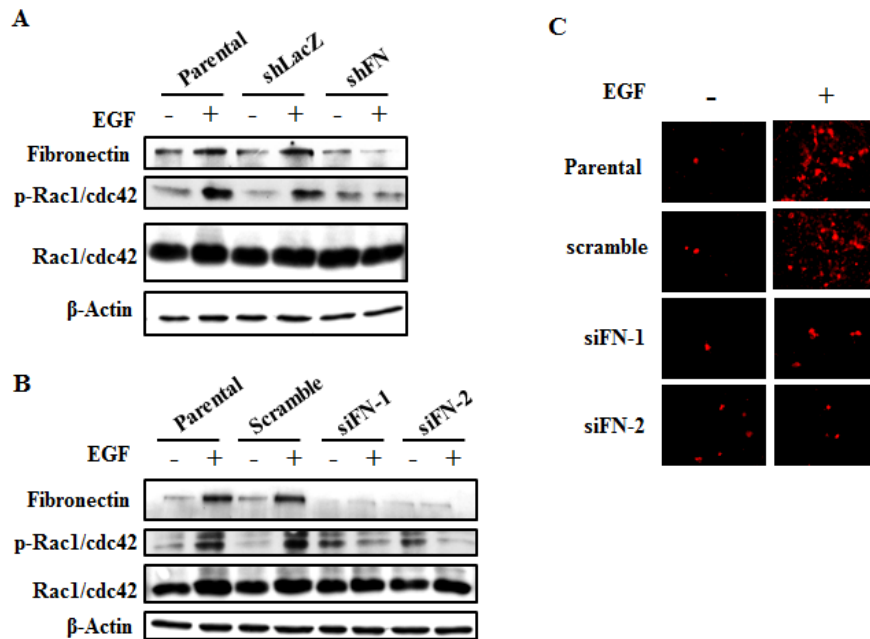 A
Parental shLacZ shFN
EGF - + - + - +
Fibronectin
p-Rac1/cdc42
Rac1/cdc42
β-Actin
B
Parental Scramble siFN-1 siFN-2
EGF - + - + - + - +
Fibronectin
p-Rac1/cdc42
Rac1/cdc42
β-Actin
C
EGF - +
Parental
scramble
siFN-1
siFN-2